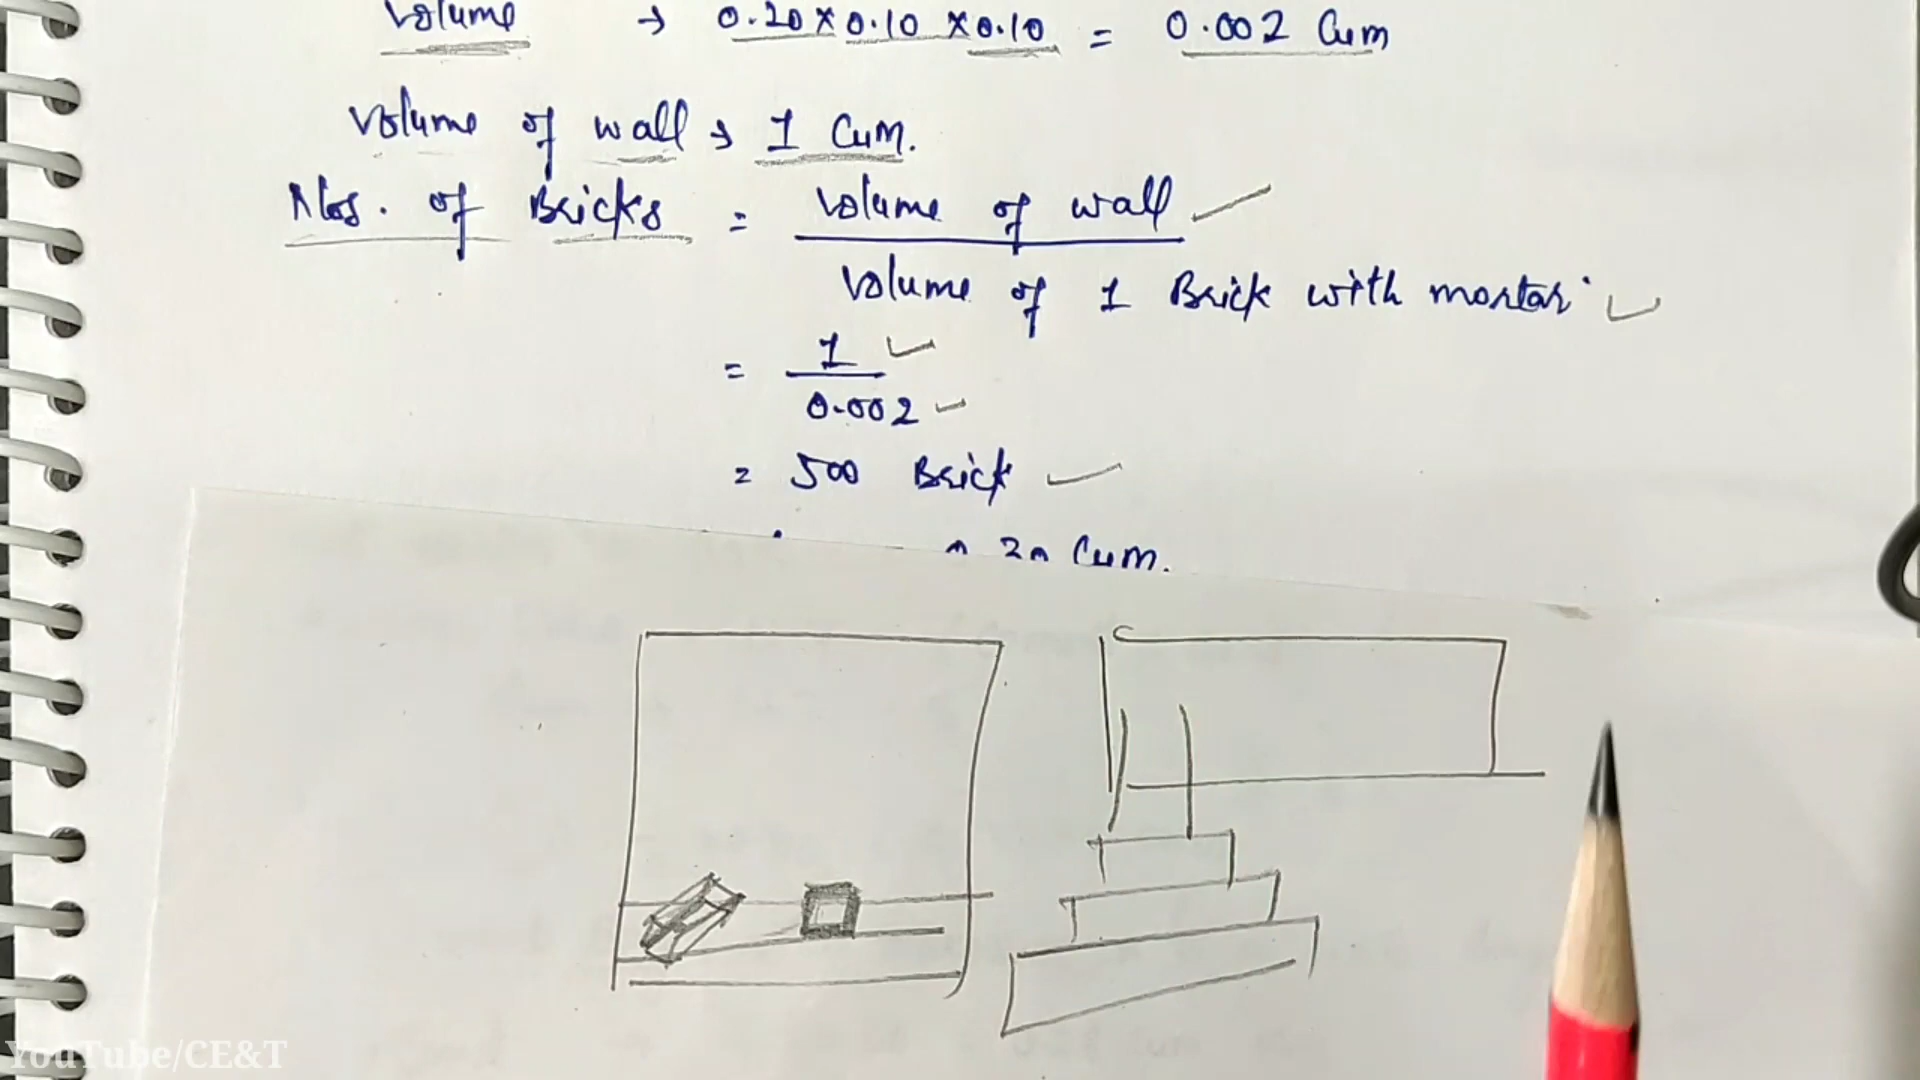 Volume → 0.20 × 0.10 × 0.10 = 0.002 Cum
Volume of wall → 1 Cum.
Nos. of Bricks = Volume of wall
Volume of 1 Brick with mortar
= 1
0.002
= 500 Brick
Cum.
YouTube/CE&T